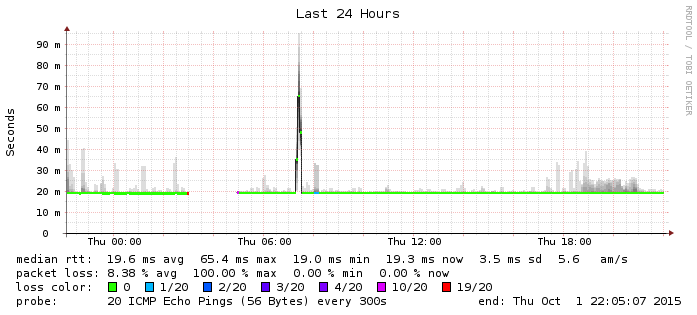 Last 24 Hours
RRDTOOL / TOBI OETIKER
Seconds
90 m
80 m
70 m
60 m
50 m
40 m
30 m
20 m
10 m
0
Thu 00:00 Thu 06:00 Thu 12:00 Thu 18:00
median rtt: 19.6 ms avg 65.4 ms max 19.0 ms min 19.3 ms now 3.5 ms sd 5.6 am/s
packet loss: 8.38 % avg 100.00 % max 0.00 % min 0.00 % now
loss color: 0 1/20 2/20 3/20 4/20 10/20 19/20
probe: 20 ICMP Echo Pings (56 Bytes) every 300s end: Thu Oct 1 22:05:07 2015